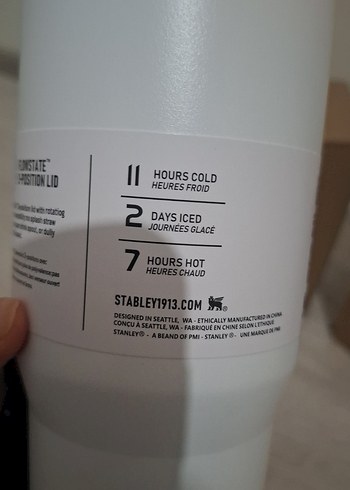 FLOWSTATE™
3-POSITION LID
11 HOURS COLD
HEURES FROID
2 DAYS ICED
JOURNÉES GLACÉ
7 HOURS HOT
HEURES CHAUD
STABLEY1913.COM
DESIGNED IN SEATTLE, WA - ETHICALLY MANUFACTURED IN CHINA
CONÇU A SEATTLE, WA - FABRIQUÉ EN CHINE SELON L'ETHIQUE
STANLEY® - A BEAND OF PMI - STANLEY® - UNE MARQUE DE PMI